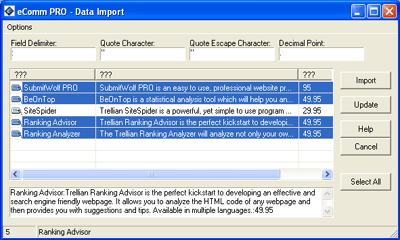 eComm PRO - Data Import
Options
Field Delimiter: Quote Character: Quote Escape Character: Decimal Point:
: " " .
??? ??? ???
SubmitWolf PRO SubmitWolf PRO is an easy to use, professional website pr... 95
BeOnTop BeOnTop is a statistical analysis tool which will help you an... 49.95
SiteSpider Trellian SiteSpider is a powerful, yet simple to use program ... 29.95
Ranking Advisor Trellian Ranking Advisor is the perfect kickstart to developi... 49.95
Ranking Analyzer The Trellian Ranking Analyzer will analyze not only your ow... 49.95
Import
Update
Help
Cancel
Select All
Ranking Advisor:Trellian Ranking Advisor is the perfect kickstart to developing an effective and
search engine friendly webpage. It allows you to analyze the HTML code of any webpage and
then provides you with suggestions and tips. Available in multiple languages.:49.95
5 Ranking Advisor